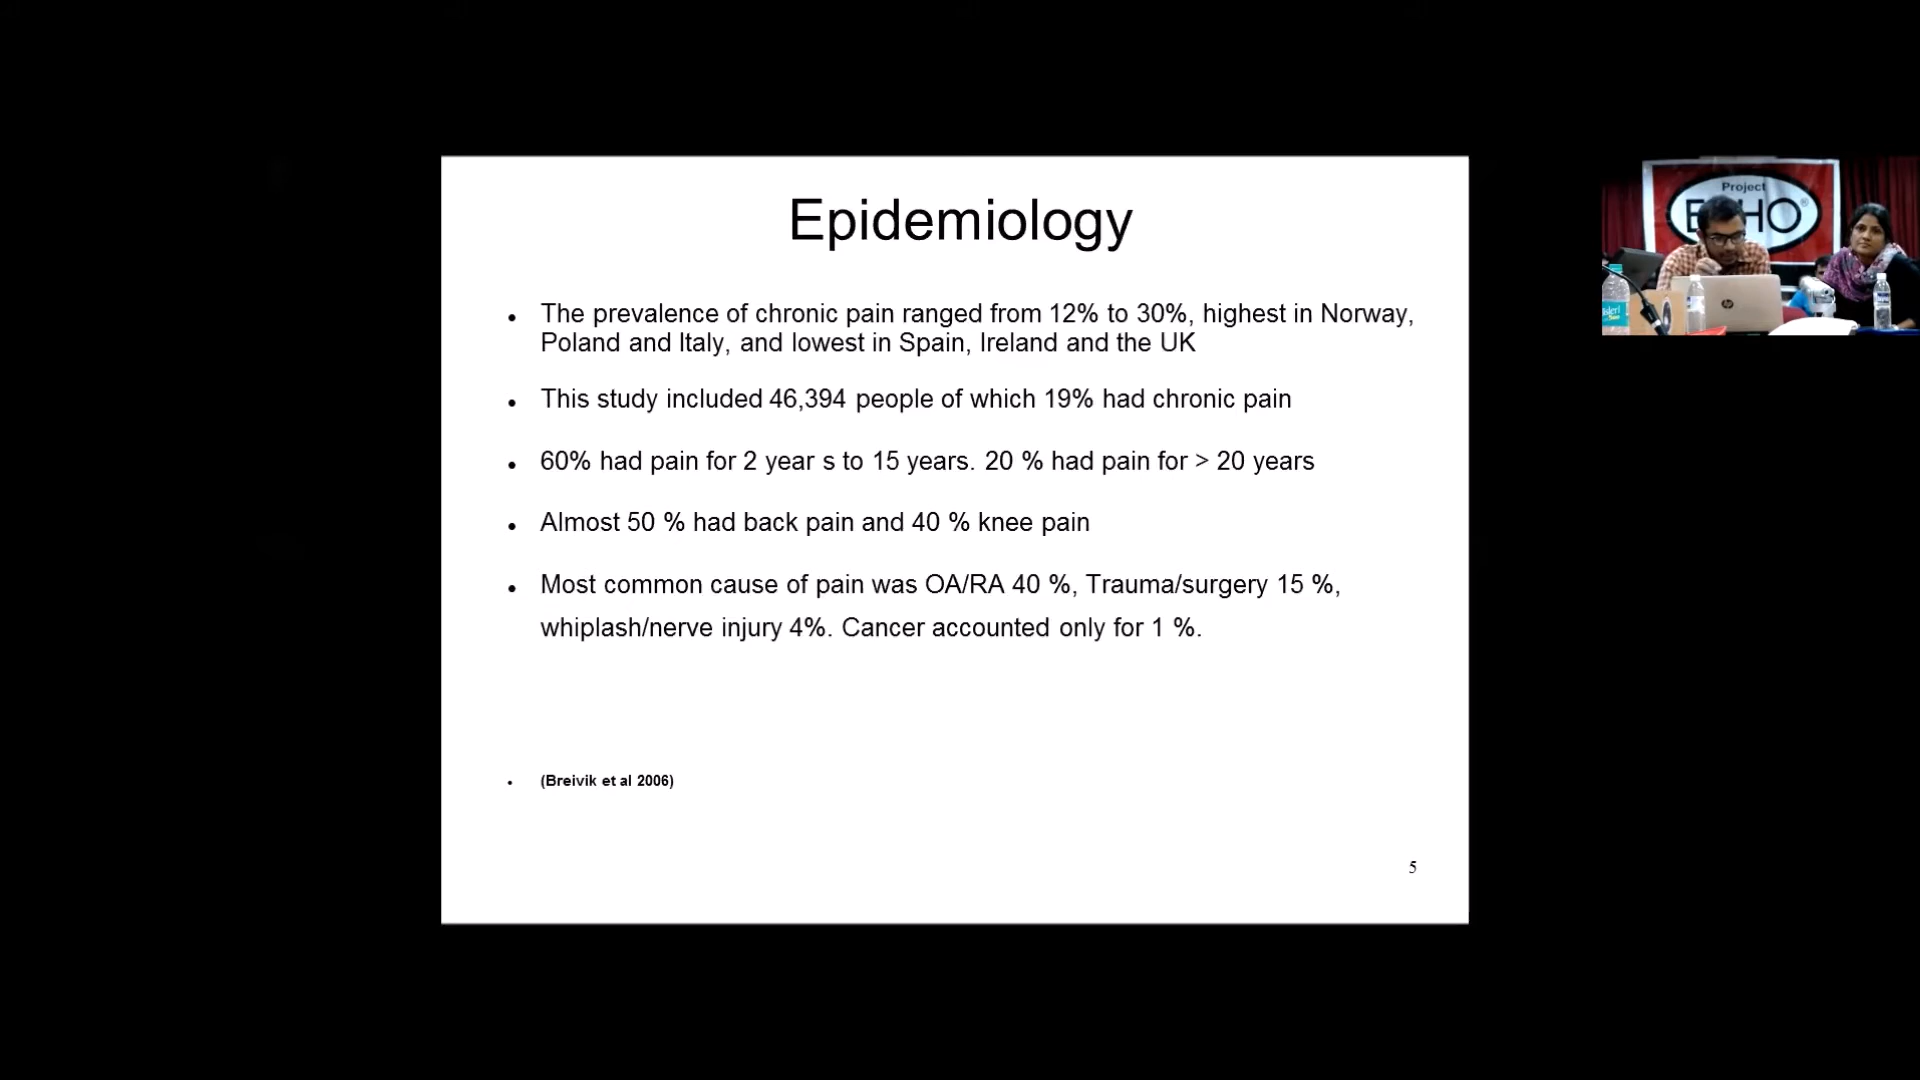 Epidemiology
The prevalence of chronic pain ranged from 12% to 30%, highest in Norway,
Poland and Italy, and lowest in Spain, Ireland and the UK
This study included 46,394 people of which 19% had chronic pain
60% had pain for 2 year s to 15 years. 20 % had pain for > 20 years
Almost 50 % had back pain and 40 % knee pain
Most common cause of pain was OA/RA 40 %, Trauma/surgery 15 %,
whiplash/nerve injury 4%. Cancer accounted only for 1 %.
(Breivik et al 2006)
5
Project
hp